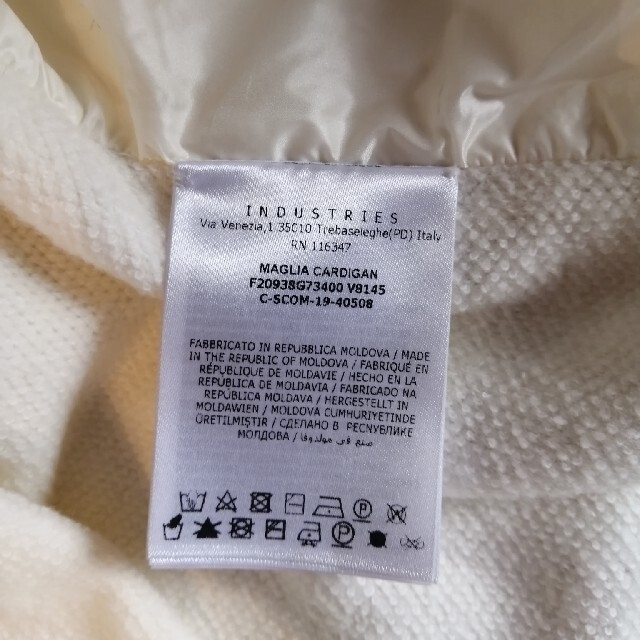 INDUSTRIES
Via Venezia,1 35010 Trebaseleghe(PD) Italy
RN 116347
MAGLIA CARDIGAN
F20938G73400 V8145
C-SCOM-19-40508
FABBRICATO IN REPUBBLICA MOLDOVA / MADE
IN THE REPUBLIC OF MOLDOVA / FABRIQUÉ EN
RÉPUBLIQUE DE MOLDAVIE / HECHO EN LA
REPÚBLICA DE MOLDAVIA / FABRICADO NA
REPÚBLICA MOLDAVA / HERGESTELLT IN
MOLDAWIEN / MOLDOVA CUMHURIYETINDE
ÜRETILMIŞTIR / СДЕЛАНО В РЕСПУБЛИКЕ
МОЛДОВА / صنع في مولدوفا
P
P